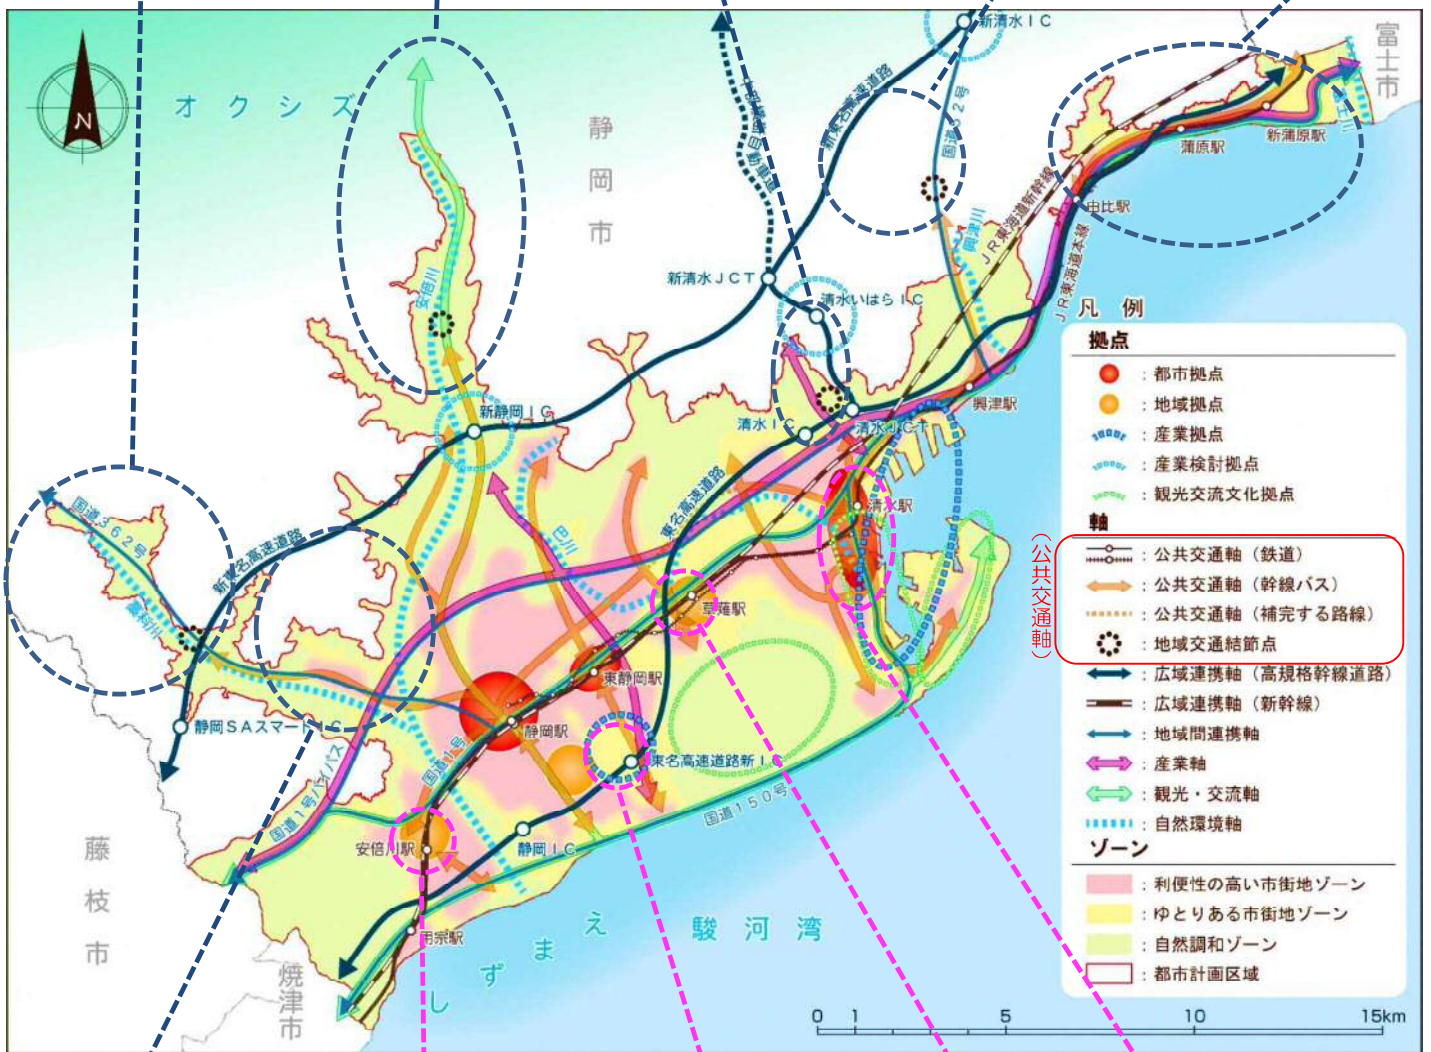 新清水ＩＣ
富士市
オクシズ
N
静岡市
新東名高速道路
国道５２号
富士川
新蒲原駅
蒲原駅
由比駅
ＪＲ東海道新幹線
興津川
ＪＲ東海道本線
安倍川
新清水ＪＣＴ
清水いはらＩＣ
新静岡ＩＣ
清水ＩＣ
清水ＪＣＴ
興津駅
東名高速道路
清水駅
国道３６２号
新東名高速道路
藁科川
巴川
草薙駅
東静岡駅
静岡駅
静岡ＳＡスマートＩＣ
東名高速道路新ＩＣ
国道１号
国道１号バイパス
国道１５０号
安倍川駅
静岡ＩＣ
用宗駅
藤枝市
焼津市
しずまえ
駿河湾
凡例
拠点
：都市拠点
：地域拠点
：産業拠点
：産業検討拠点
：観光交流文化拠点
軸
（公共交通軸）
：公共交通軸（鉄道）
：公共交通軸（幹線バス）
：公共交通軸（補完する路線）
：地域交通結節点
：広域連携軸（高規格幹線道路）
：広域連携軸（新幹線）
：地域間連携軸
：産業軸
：観光・交流軸
：自然環境軸
ゾーン
：利便性の高い市街地ゾーン
：ゆとりある市街地ゾーン
：自然調和ゾーン
：都市計画区域
0 1 5 10 15km